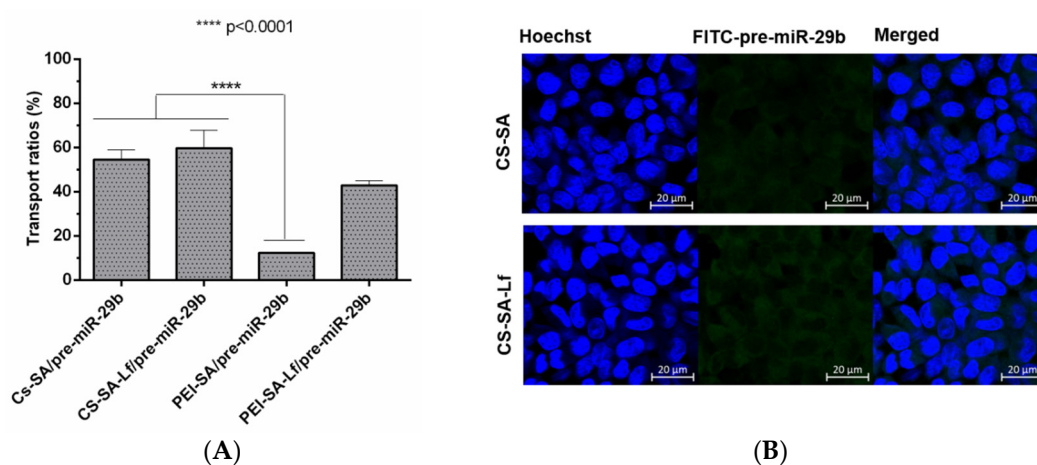 **** p<0.0001
100
80
60
40
20
0
Transport ratios (%)
****
Cs-SA/pre-miR-29b
CS-SA-Lf/pre-miR-29b
PEI-SA/pre-miR-29b
PEI-SA-Lf/pre-miR-29b
(A)
B
Hoechst FITC-pre-miR-29b Merged
CS-SA
20 µm 20 µm 20 µm
CS-SA-Lf
20 µm 20 µm 20 µm
(B)